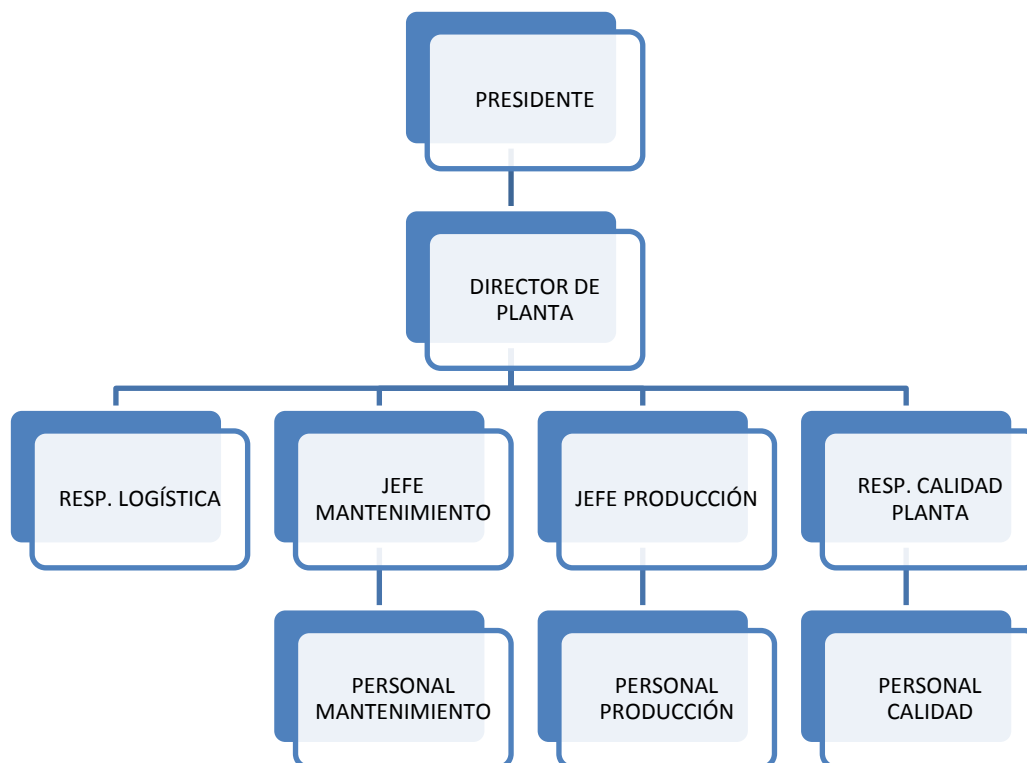 PRESIDENTE
DIRECTOR DE
PLANTA
RESP. LOGÍSTICA
JEFE
MANTENIMIENTO
JEFE PRODUCCIÓN
RESP. CALIDAD
PLANTA
PERSONAL
MANTENIMIENTO
PERSONAL
PRODUCCIÓN
PERSONAL
CALIDAD